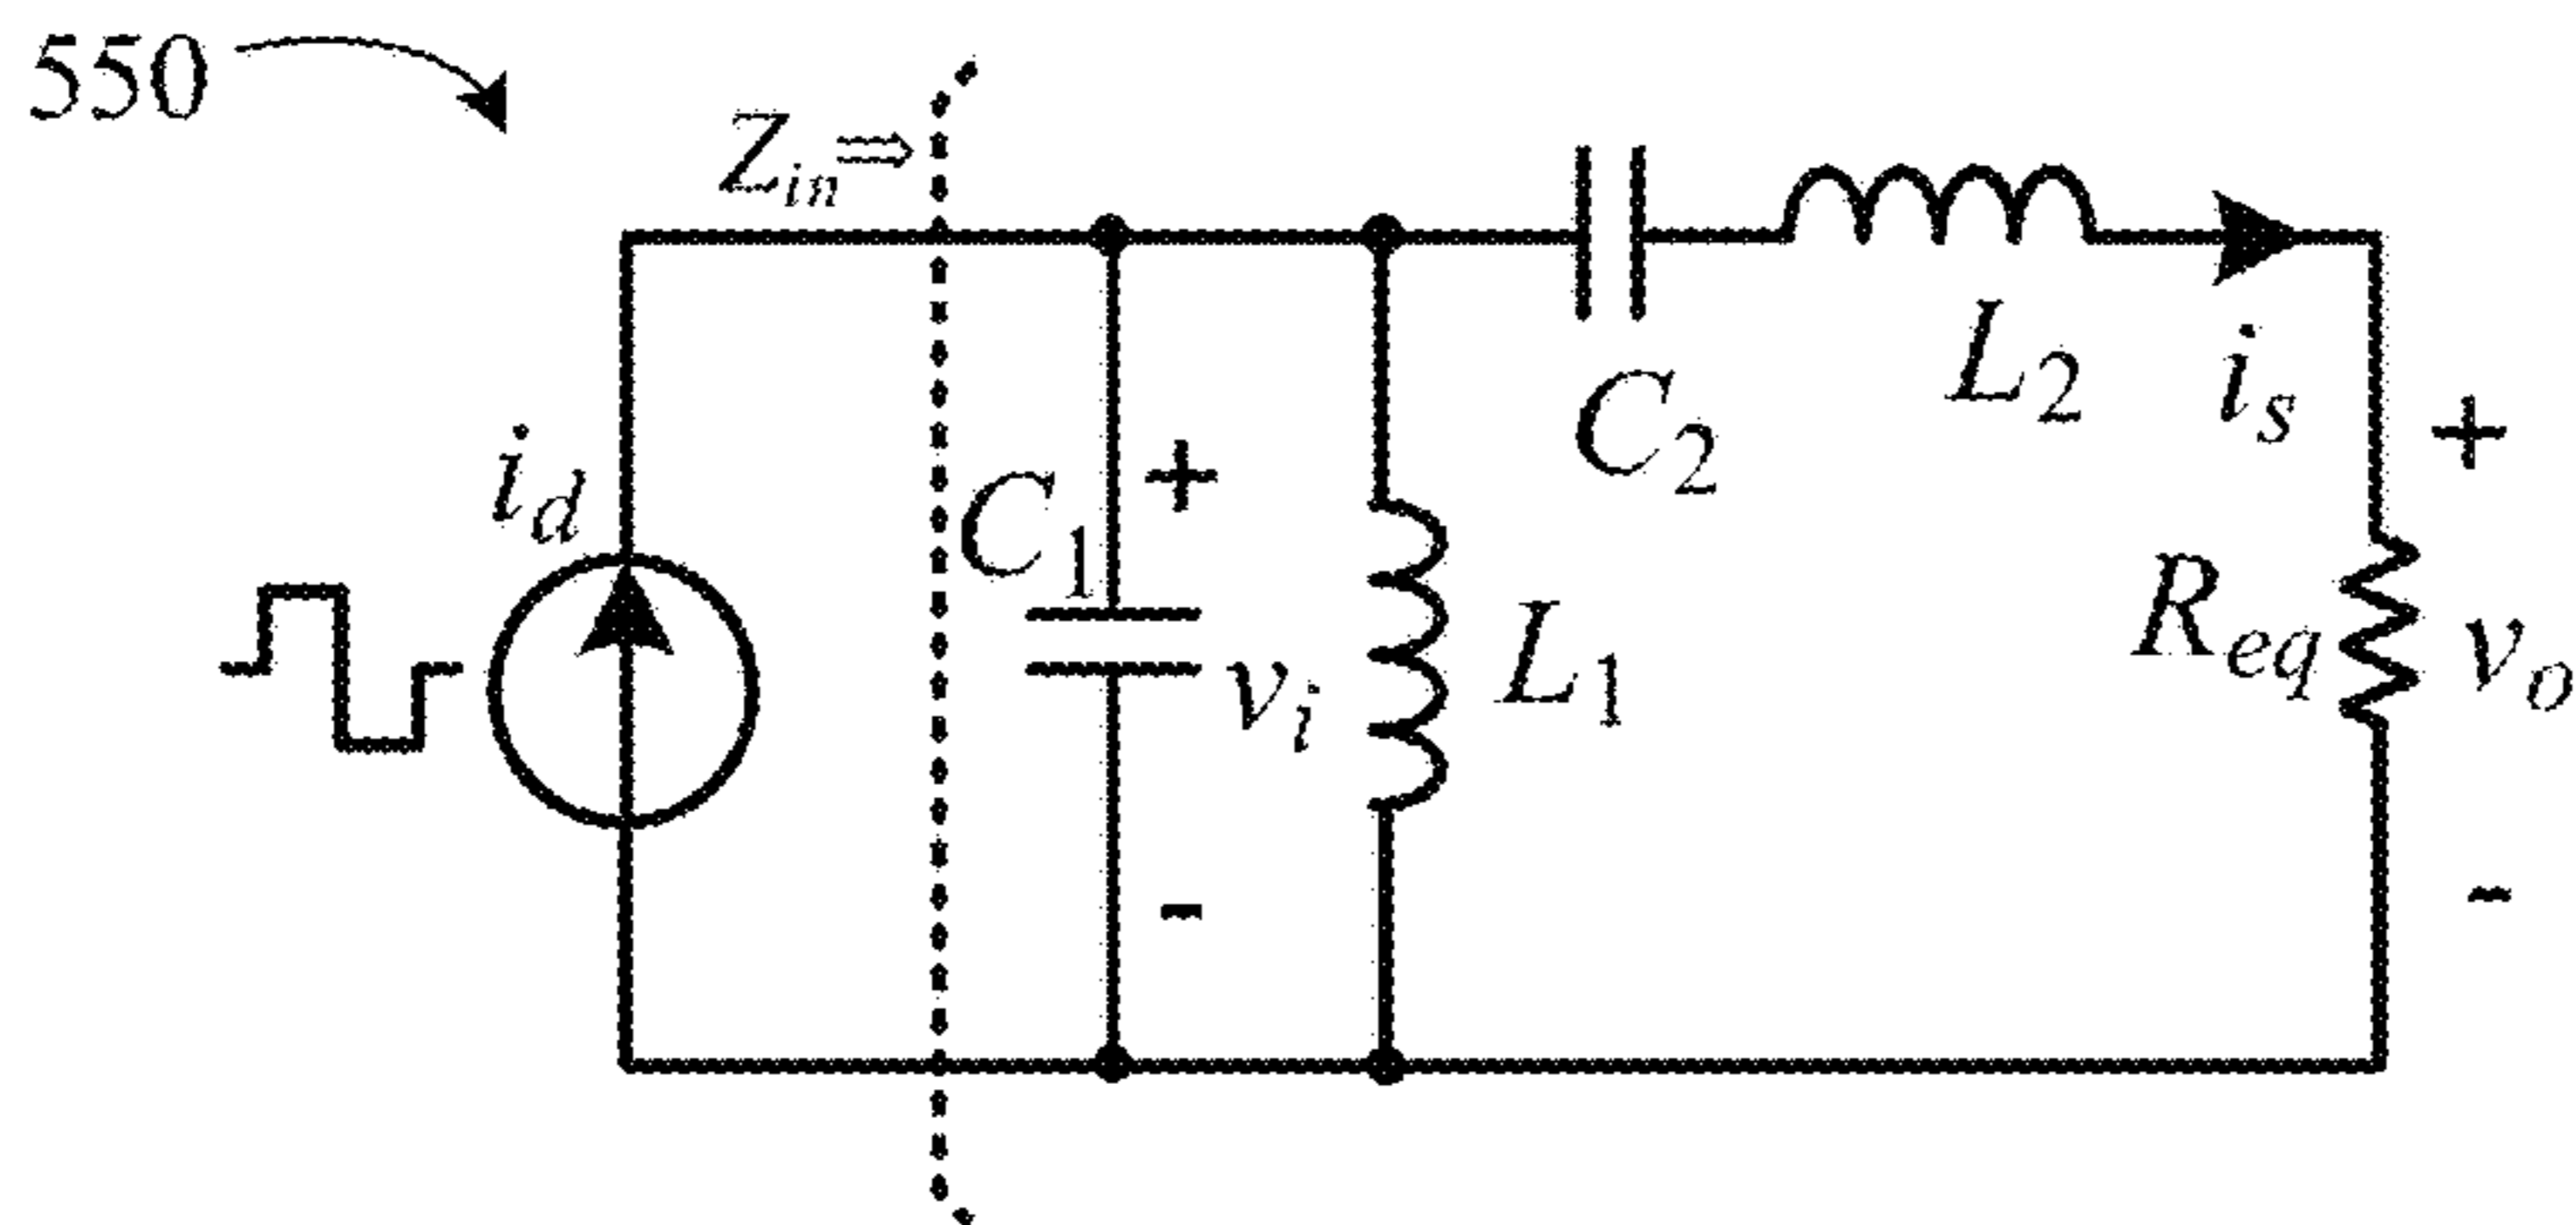 550
Z_in ⇒
C_2
L_2
i_s
+
i_d
C_1
+
v_i
L_1
R_eq
v_o
-
-